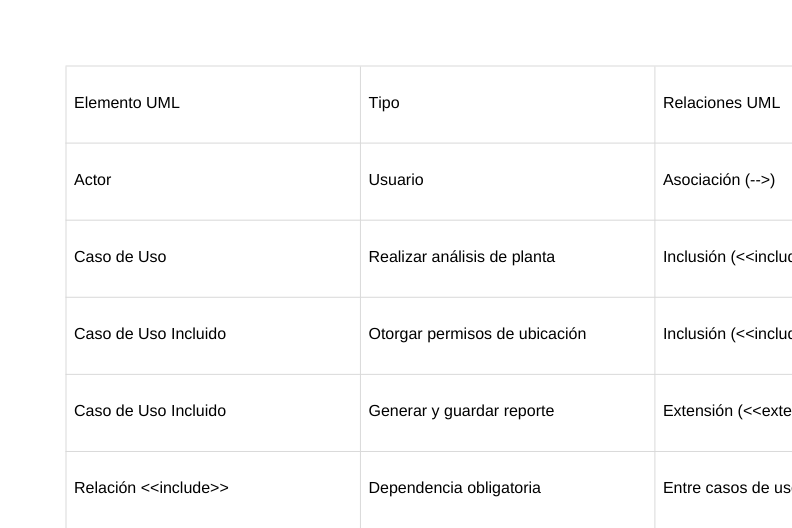 Elemento UML Tipo Relaciones UML
Actor Usuario Asociación (-->)
Caso de Uso Realizar análisis de planta Inclusión (<<includ
Caso de Uso Incluido Otorgar permisos de ubicación Inclusión (<<includ
Caso de Uso Incluido Generar y guardar reporte Extensión (<<exte
Relación <<include>> Dependencia obligatoria Entre casos de us